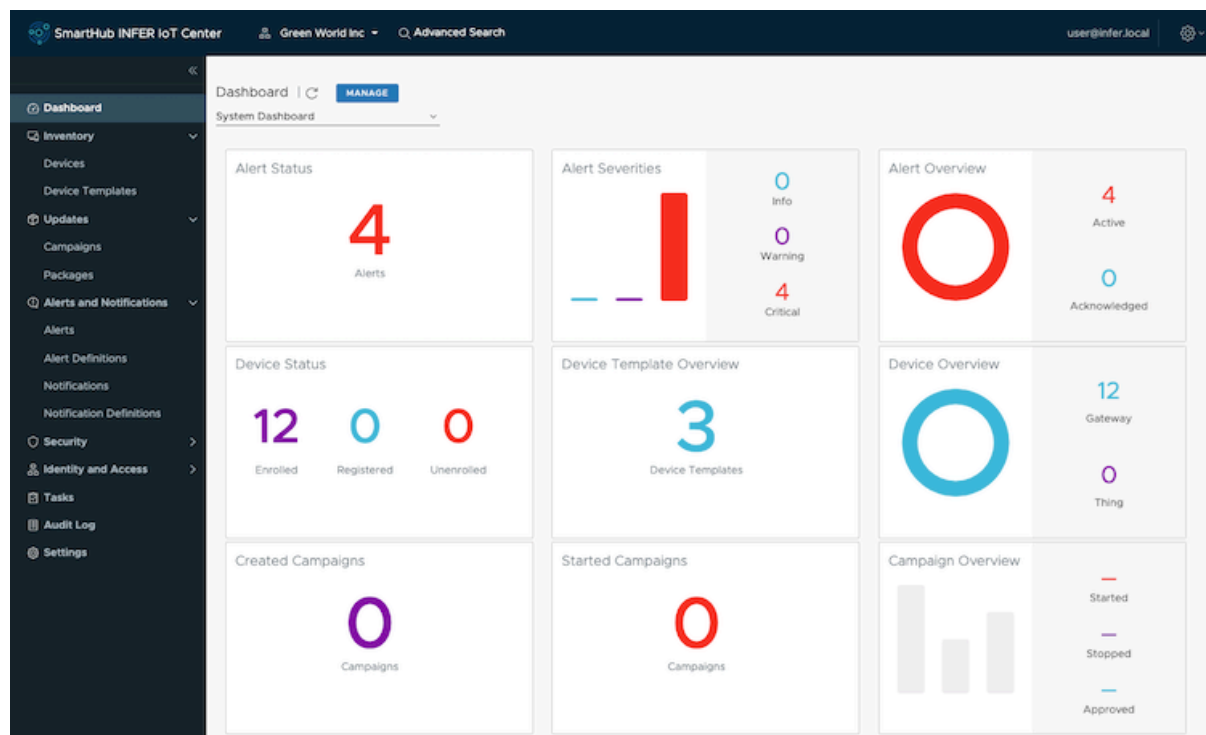 SmartHub INFER IoT Center
Green World Inc
Advanced Search
user@infer.local
Dashboard
Inventory
Devices
Device Templates
Updates
Campaigns
Packages
Alerts and Notifications
Alerts
Alert Definitions
Notifications
Notification Definitions
Security
Identity and Access
Tasks
Audit Log
Settings
Dashboard
MANAGE
System Dashboard
Alert Status
4
Alerts
Alert Severities
0
Info
0
Warning
4
Critical
Alert Overview
4
Active
0
Acknowledged
Device Status
12
Enrolled
0
Registered
0
Unenrolled
Device Template Overview
3
Device Templates
Device Overview
12
Gateway
0
Thing
Created Campaigns
0
Campaigns
Started Campaigns
0
Campaigns
Campaign Overview
—
Started
—
Stopped
—
Approved